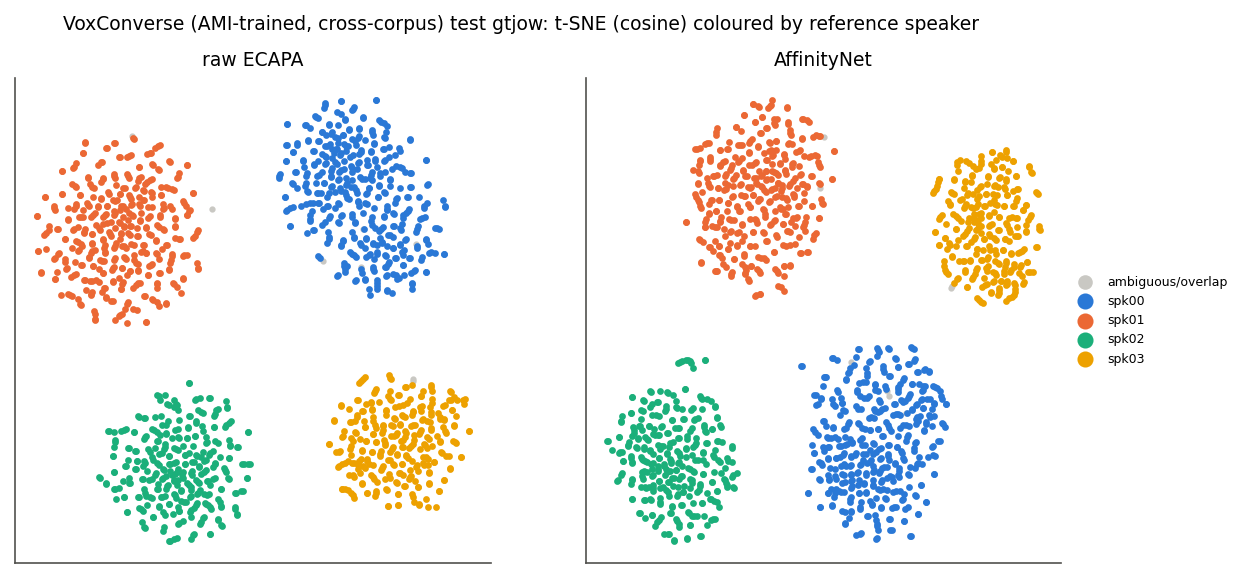 VoxConverse (AMI-trained, cross-corpus) test gtjow: t-SNE (cosine) coloured by reference speaker
raw ECAPA
AffinityNet
ambiguous/overlap
spk00
spk01
spk02
spk03